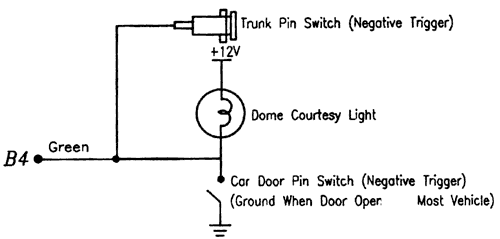 Trunk Pin Switch (Negative Trigger)
+12V
Dome Courtesy Light
B4 Green
Car Door Pin Switch (Negative Trigger)
(Ground When Door Oper Most Vehicle)